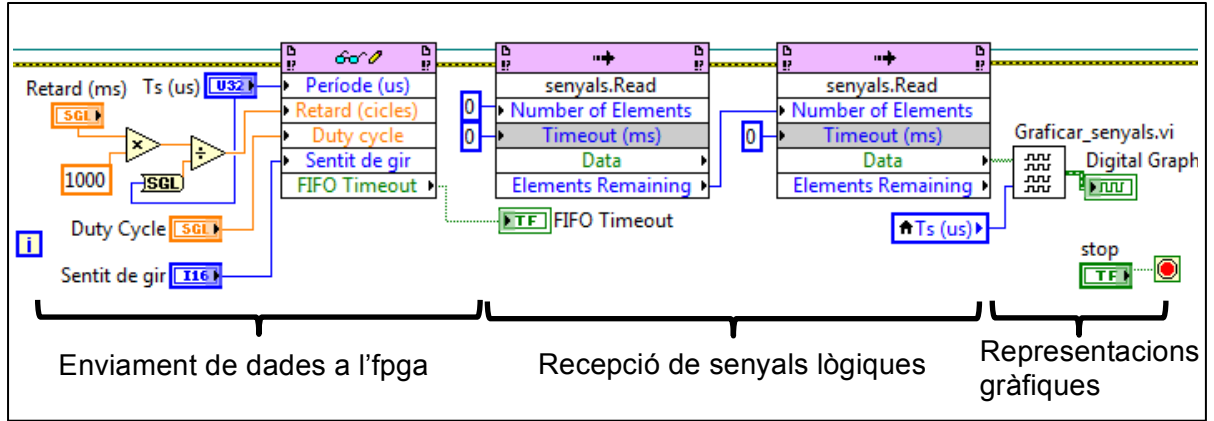 Retard (ms)
Ts (us)
U32
SGL
1000
SGL
Duty Cycle
SGL
i
Sentit de gir
I16
Període (us)
Retard (cicles)
Duty cycle
Sentit de gir
FIFO Timeout
TF
FIFO Timeout
senyals.Read
0
Number of Elements
0
Timeout (ms)
Data
Elements Remaining
senyals.Read
Number of Elements
0
Timeout (ms)
Data
Elements Remaining
Ts (us)
Graficar_senyals.vi
Digital Graph
stop
TF
Enviament de dades a l’fpga
Recepció de senyals lògiques
Representacions
gràfiques